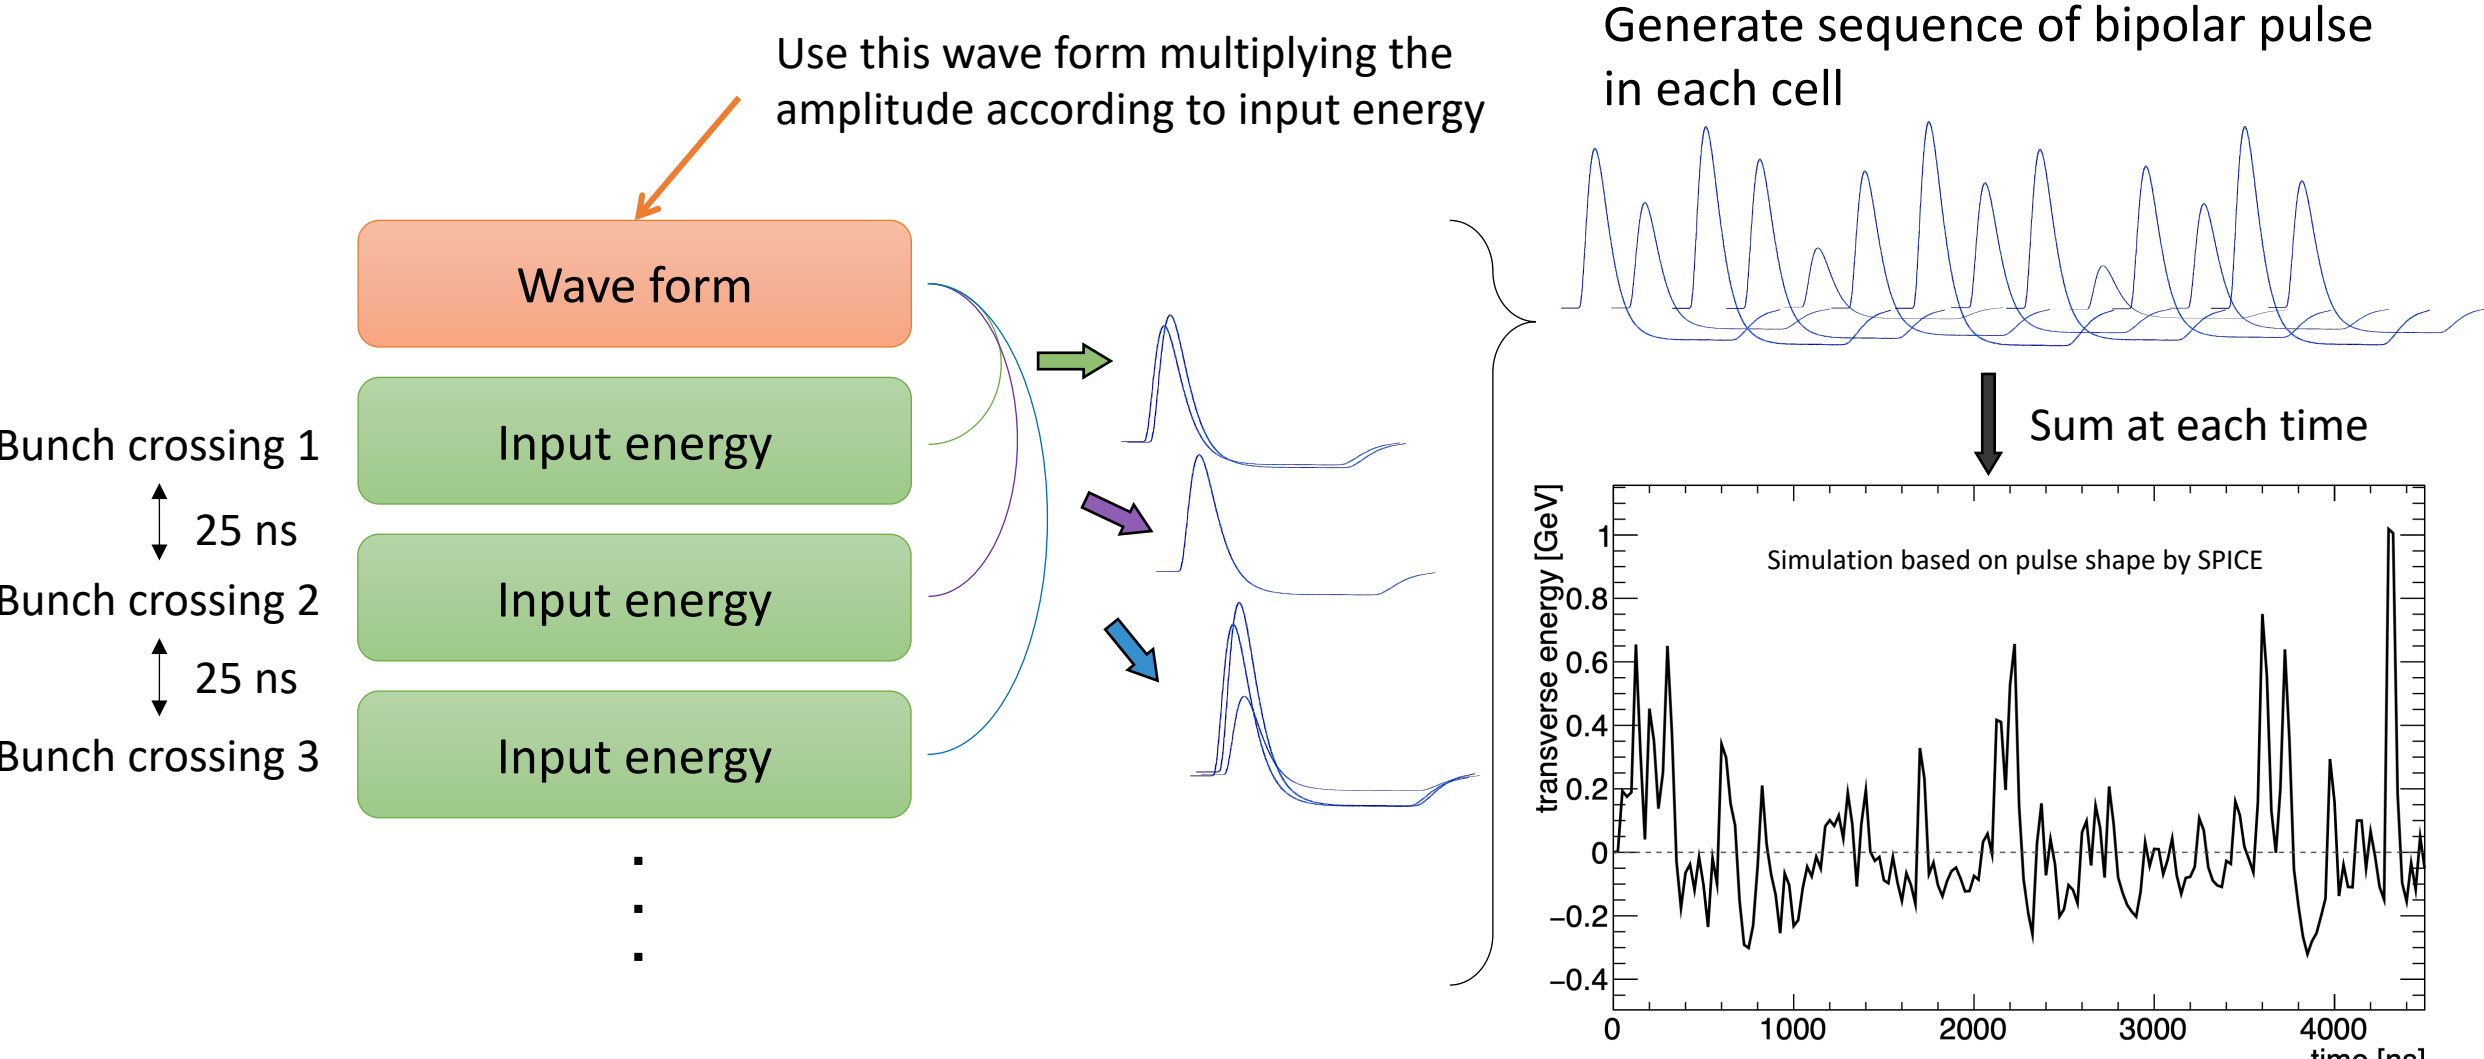 Generate sequence of bipolar pulse
in each cell
Use this wave form multiplying the
amplitude according to input energy
Wave form
Bunch crossing 1
Input energy
25 ns
Bunch crossing 2
Input energy
25 ns
Bunch crossing 3
Input energy
Sum at each time
Simulation based on pulse shape by SPICE
transverse energy [GeV]
1
0.8
0.6
0.4
0.2
0
−0.2
−0.4
0 1000 2000 3000 4000
time [ns]